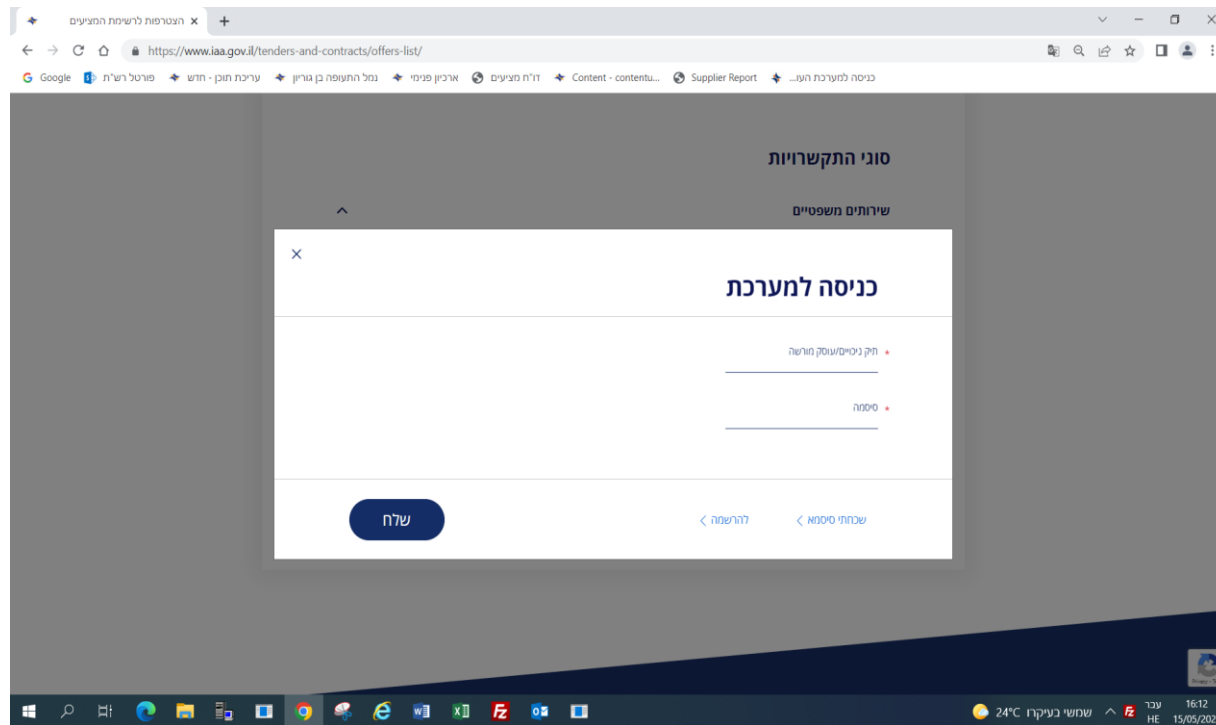 הצטרפות לרשימת המציעים
https://www.iaa.gov.il/tenders-and-contracts/offers-list/
Google פורטל רש"ת עריכת תוכן - חדש נמל התעופה בן גוריון ארכיון פנימי דו"ח מציעים Content - contentu... Supplier Report כניסה למערכת העו...
סוגי התקשרויות
שירותים משפטיים
כניסה למערכת
* תיק ניכויים/עוסק מורשה
* סיסמה
שכחתי סיסמא > להרשמה >
שלח
24°C שמשי בעיקרו עבר 16:12
HE 15/05/202